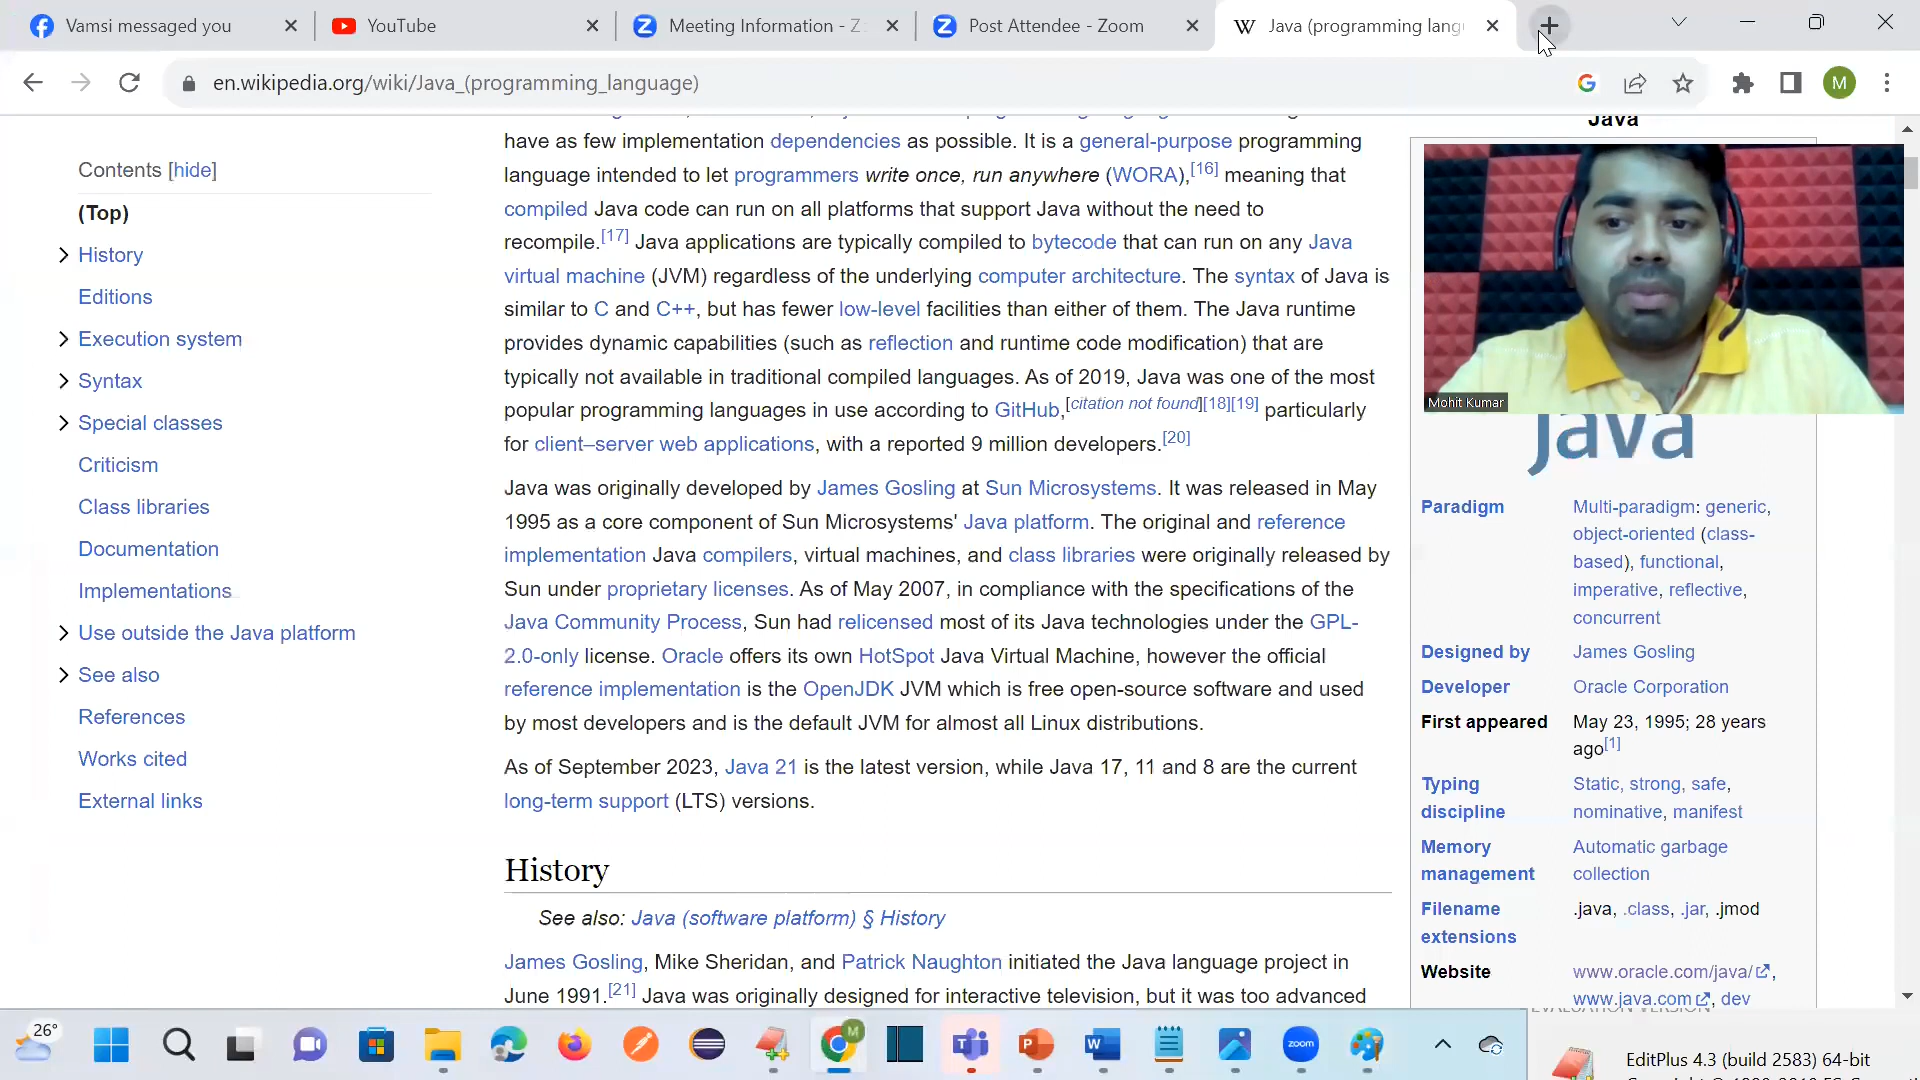 Vamsi messaged you
YouTube
Meeting Information - Z
Post Attendee - Zoom
W Java (programming lang
en.wikipedia.org/wiki/Java_(programming_language)
M
Java
Contents [hide]
(Top)
History
Editions
Execution system
Syntax
Special classes
Criticism
Class libraries
Documentation
Implementations
Use outside the Java platform
See also
References
Works cited
External links
have as few implementation dependencies as possible. It is a general-purpose programming
language intended to let programmers write once, run anywhere (WORA),[16] meaning that
compiled Java code can run on all platforms that support Java without the need to
recompile.[17] Java applications are typically compiled to bytecode that can run on any Java
virtual machine (JVM) regardless of the underlying computer architecture. The syntax of Java is
similar to C and C++, but has fewer low-level facilities than either of them. The Java runtime
provides dynamic capabilities (such as reflection and runtime code modification) that are
typically not available in traditional compiled languages. As of 2019, Java was one of the most
popular programming languages in use according to GitHub,[citation not found][18][19] particularly
for client–server web applications, with a reported 9 million developers.[20]
Java was originally developed by James Gosling at Sun Microsystems. It was released in May
1995 as a core component of Sun Microsystems' Java platform. The original and reference
implementation Java compilers, virtual machines, and class libraries were originally released by
Sun under proprietary licenses. As of May 2007, in compliance with the specifications of the
Java Community Process, Sun had relicensed most of its Java technologies under the GPL-
2.0-only license. Oracle offers its own HotSpot Java Virtual Machine, however the official
reference implementation is the OpenJDK JVM which is free open-source software and used
by most developers and is the default JVM for almost all Linux distributions.
As of September 2023, Java 21 is the latest version, while Java 17, 11 and 8 are the current
long-term support (LTS) versions.
History
See also: Java (software platform) § History
James Gosling, Mike Sheridan, and Patrick Naughton initiated the Java language project in
June 1991.[21] Java was originally designed for interactive television, but it was too advanced
Mohit Kumar
Java
Paradigm Multi-paradigm: generic,
object-oriented (class-
based), functional,
imperative, reflective,
concurrent
Designed by James Gosling
Developer Oracle Corporation
First appeared May 23, 1995; 28 years
ago[1]
Typing Static, strong, safe,
discipline nominative, manifest
Memory Automatic garbage
management collection
Filename .java, .class, .jar, .jmod
extensions
Website www.oracle.com/java/,
www.java.com, dev
EVALUATION VERSION
26°
M
zoom
EditPlus 4.3 (build 2583) 64-bit